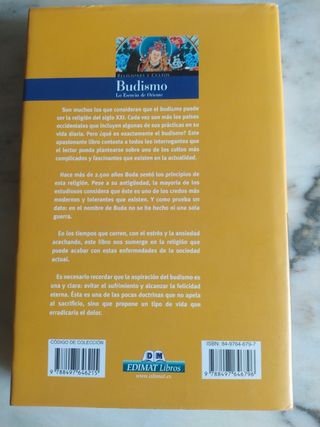 RELIGIONES Y CULTOS
Budismo
La Esencia de Oriente
Son muchos los que consideran que el budismo puede
ser la religión del siglo XXI. Cada vez son más los países
occidentales que incluyen algunas de sus prácticas en su
vida diaria. Pero ¿qué es exactamente el budismo? Este
apasionante libro contesta a todos los interrogantes que
el lector pueda plantearse sobre uno de los cultos más
complicados y fascinantes que existen en la actualidad.
Hace más de 2.500 años Buda sentó los principios de
esta religión. Pese a su antigüedad, la mayoría de los
estudiosos considera que éste es uno de los credos más
modernos y tolerantes que existen. Y como prueba un
dato: en el nombre de Buda no se ha hecho ni una sola
guerra.
En los tiempos que corren, con el estrés y la ansiedad
acechando, este libro nos sumerge en la religión que
puede acabar con estas enfermedades de la sociedad
actual.
Es necesario recordar que la aspiración del budismo es
una y clara: evitar el sufrimiento y alcanzar la felicidad
eterna. Ésta es una de las pocas doctrinas que no apela
al sacrificio, sino que propone un tipo de vida que
erradicaría el dolor.
CÓDIGO DE COLECCIÓN
ISBN: 84-9764-679-7
9 788497 646215
EDIMAT Libros
www.edimat.es
9 788497 646796